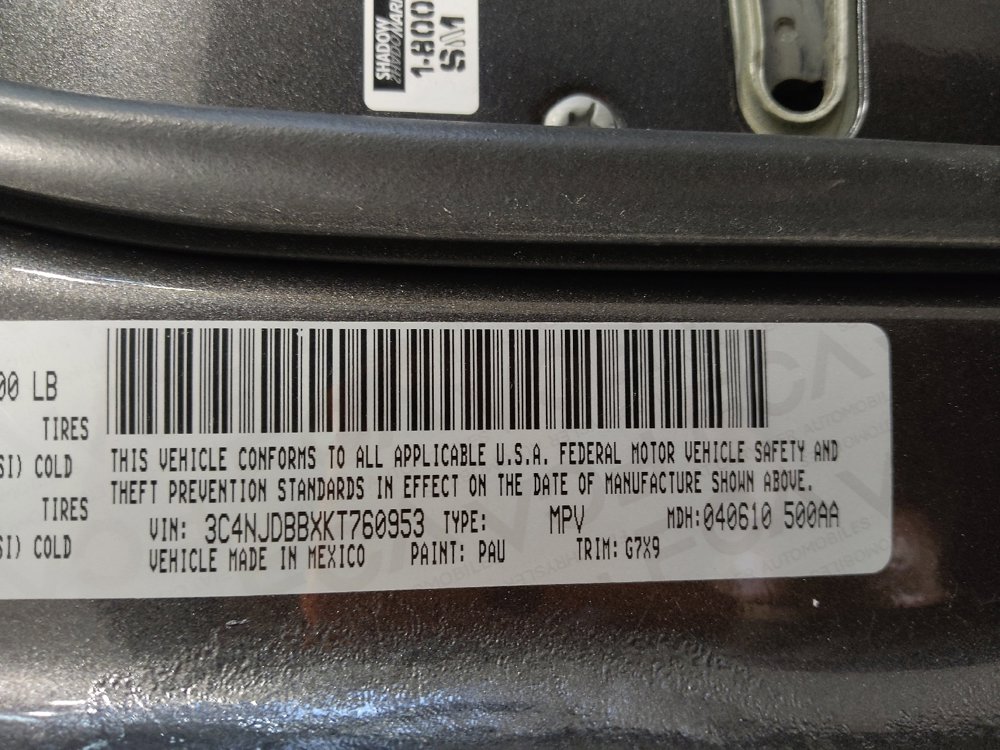 SHADOW
1-800
SM
00 LB
TIRES
SI) COLD
TIRES
SI) COLD
THIS VEHICLE CONFORMS TO ALL APPLICABLE U.S.A. FEDERAL MOTOR VEHICLE SAFETY AND
THEFT PREVENTION STANDARDS IN EFFECT ON THE DATE OF MANUFACTURE SHOWN ABOVE.
VIN: 3C4NJDBBXKT760953 TYPE: MPV MDH:040610 500AA
VEHICLE MADE IN MEXICO PAINT: PAU TRIM: G7X9